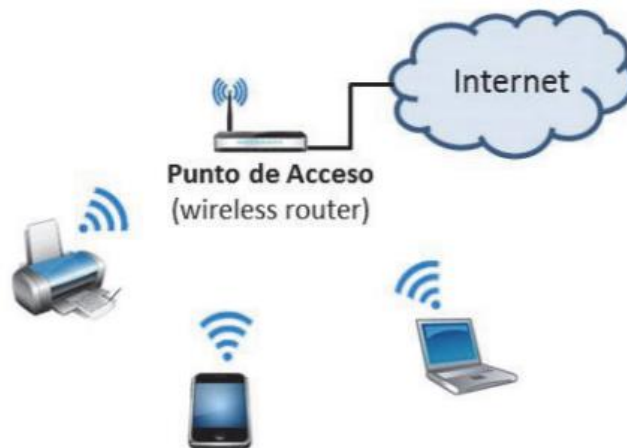 Internet
Punto de Acceso
(wireless router)